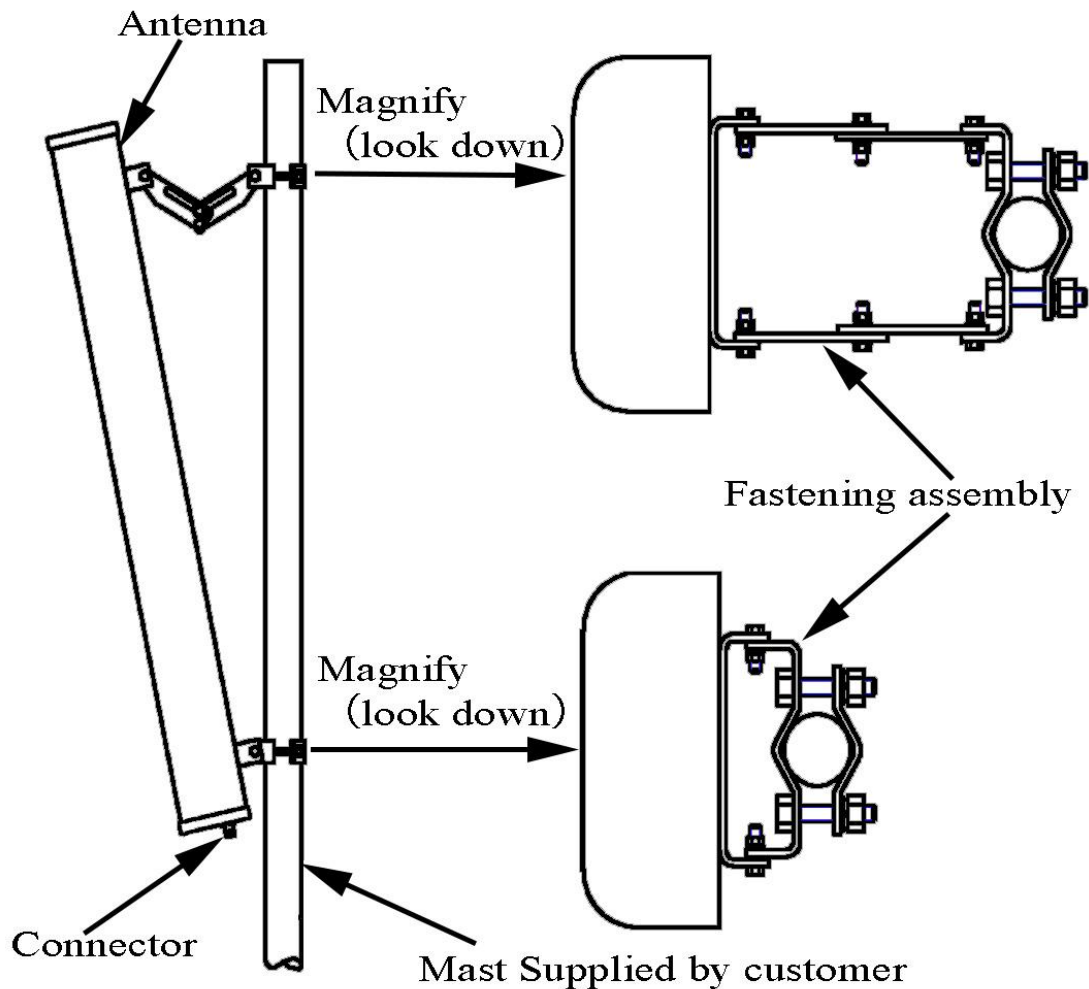 Antenna
Magnify
(look down)
Fastening assembly
Magnify
(look down)
Connector
Mast Supplied by customer